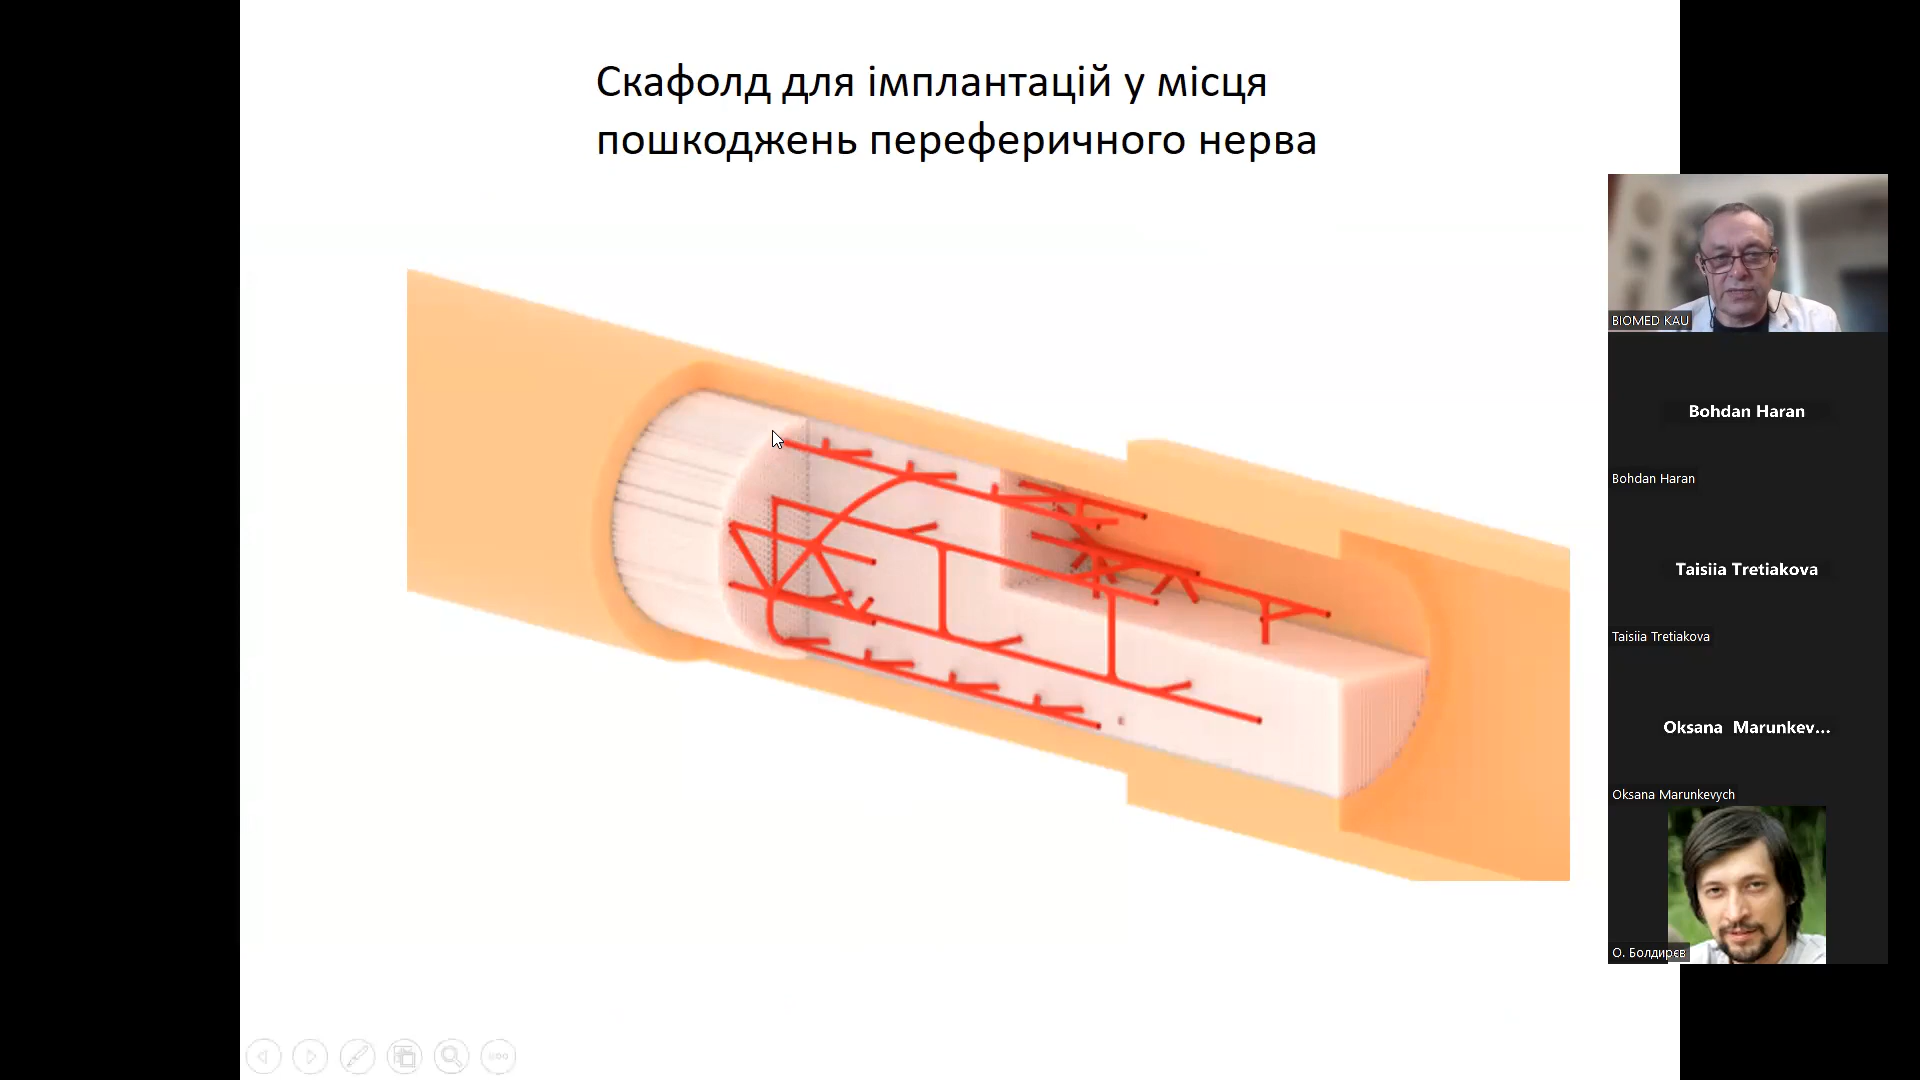 Скафолд для імплантацій у місця
пошкоджень переферичного нерва
BIOMED KAU
Bohdan Haran
Bohdan Haran
Taisiia Tretiakova
Taisiia Tretiakova
Oksana Marunkev...
Oksana Marunkevych
О. Болдирєв